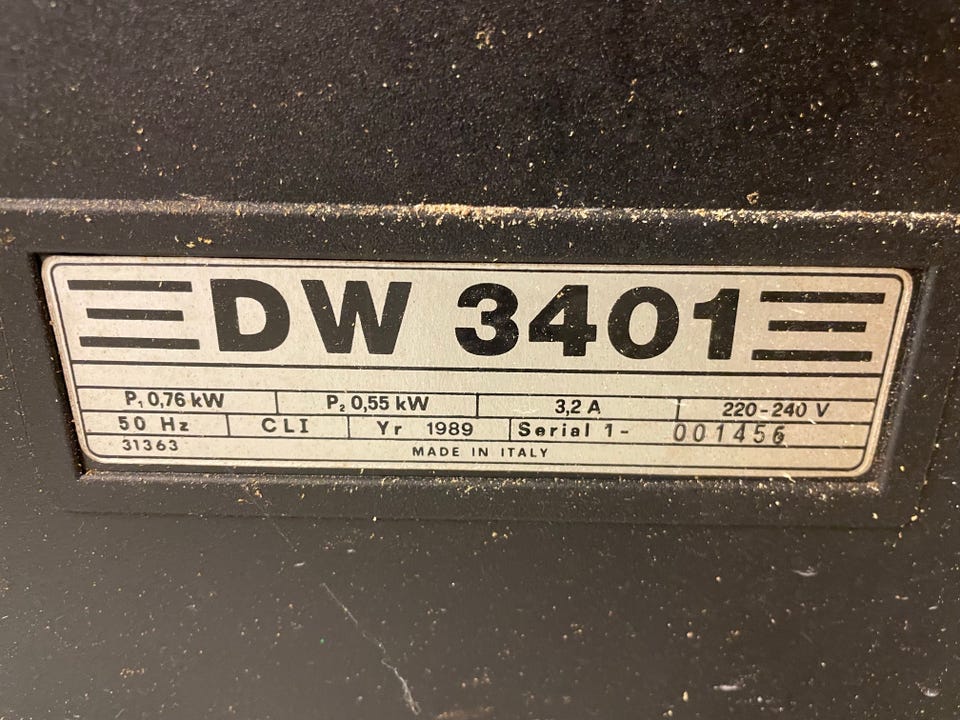 DW 3401
P₁ 0,76 kW P₂ 0,55 kW 3,2 A 220-240 V
50 Hz CLI Yr 1989 Serial 1- 001456
31363 MADE IN ITALY